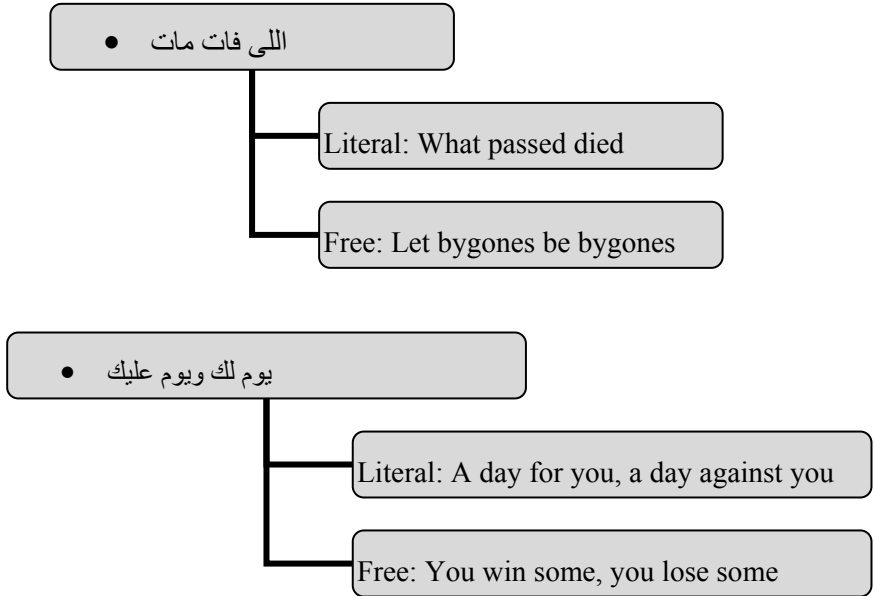 اللى فات مات •
Literal: What passed died
Free: Let bygones be bygones
يوم لك ويوم عليك •
Literal: A day for you, a day against you
Free: You win some, you lose some